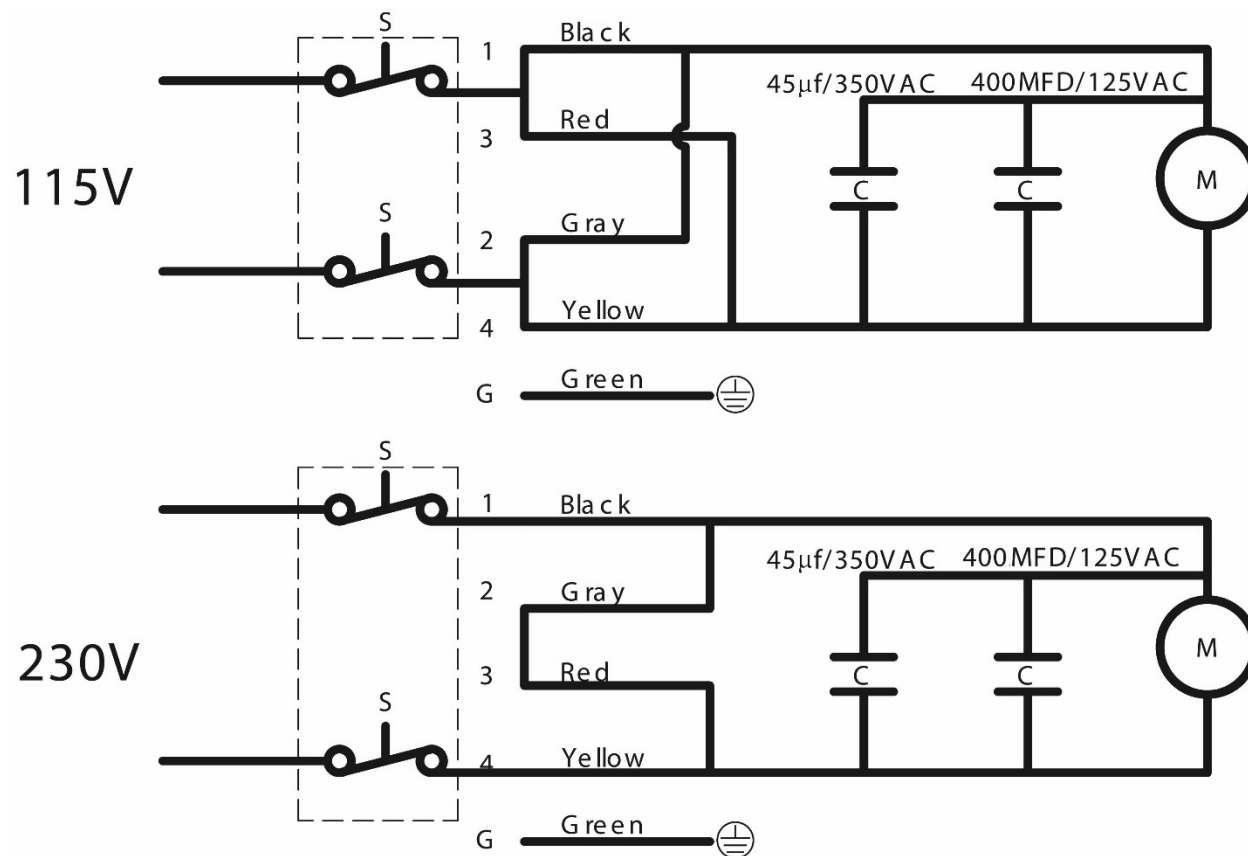 S
1
Black
45μf/350VAC
400MFD/125VAC
3
Red
115V
C
C
M
S
2
Gray
4
Yellow
G
Green
S
1
Black
45μf/350VAC
400MFD/125VAC
2
Gray
230V
3
Red
C
C
M
S
4
Yellow
G
Green